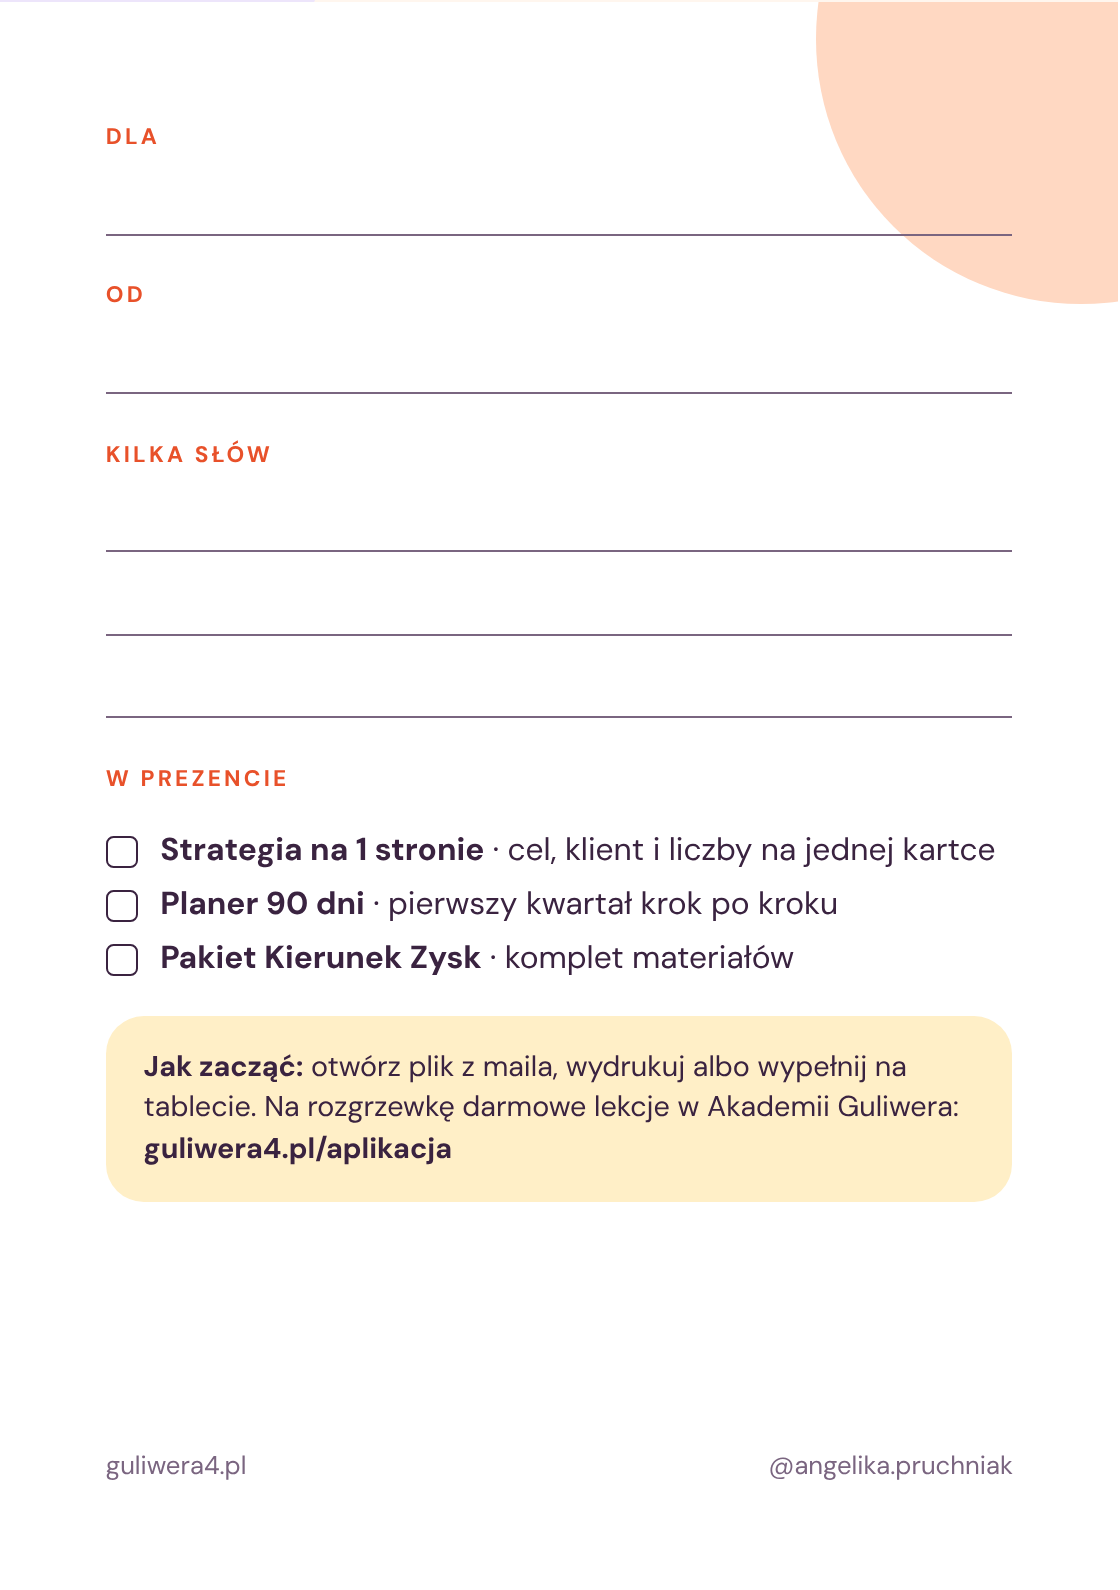 DLA
OD
KILKA SŁÓW
W PREZENCIE
Strategia na 1 stronie · cel, klient i liczby na jednej kartce
Planer 90 dni · pierwszy kwartał krok po kroku
Pakiet Kierunek Zysk · komplet materiałów
Jak zacząć: otwórz plik z maila, wydrukuj albo wypełnij na
tablecie. Na rozgrzewkę darmowe lekcje w Akademii Guliwera:
guliwera4.pl/aplikacja
guliwera4.pl
@angelika.pruchniak